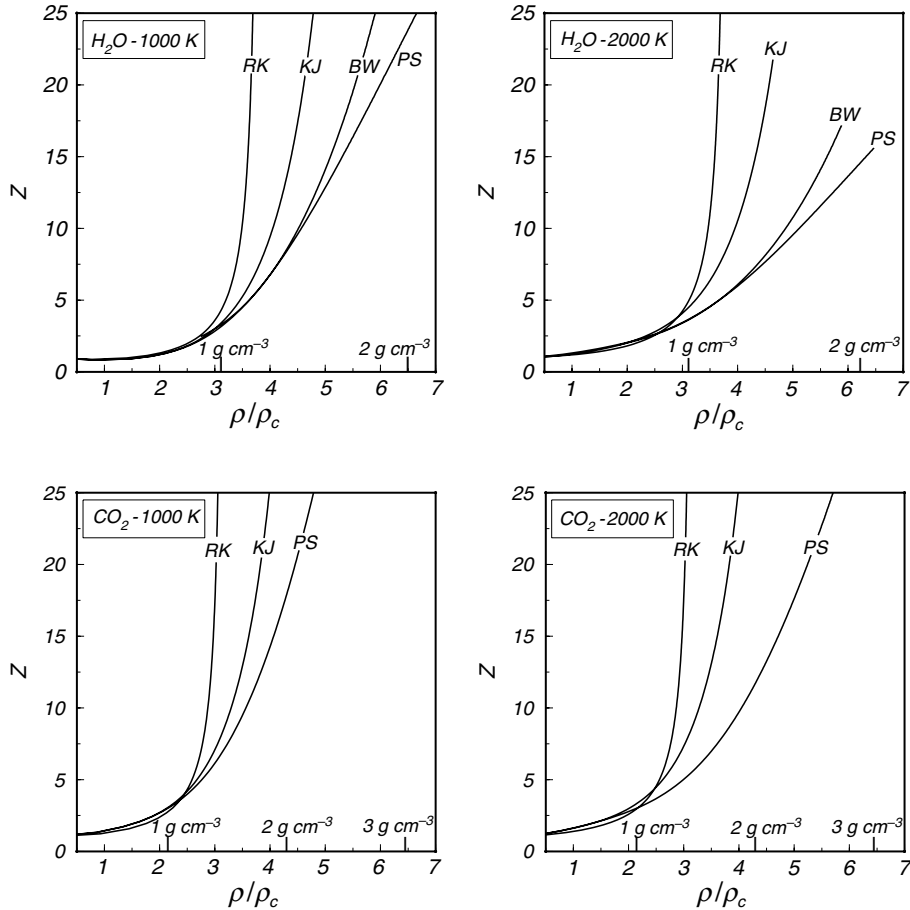 H2O-1000 K
RK
KJ
BW
PS
25
20
15
10
5
0
Z
1 g cm⁻³
2 g cm⁻³
1 2 3 4 5 6 7
ρ/ρc
H2O-2000 K
RK
KJ
BW
PS
25
20
15
10
5
0
Z
1 g cm⁻³
2 g cm⁻³
1 2 3 4 5 6 7
ρ/ρc
CO2-1000 K
RK
KJ
PS
25
20
15
10
5
0
Z
1 g cm⁻³
2 g cm⁻³
3 g cm⁻³
1 2 3 4 5 6 7
ρ/ρc
CO2-2000 K
RK
KJ
PS
25
20
15
10
5
0
Z
1 g cm⁻³
2 g cm⁻³
3 g cm⁻³
1 2 3 4 5 6 7
ρ/ρc